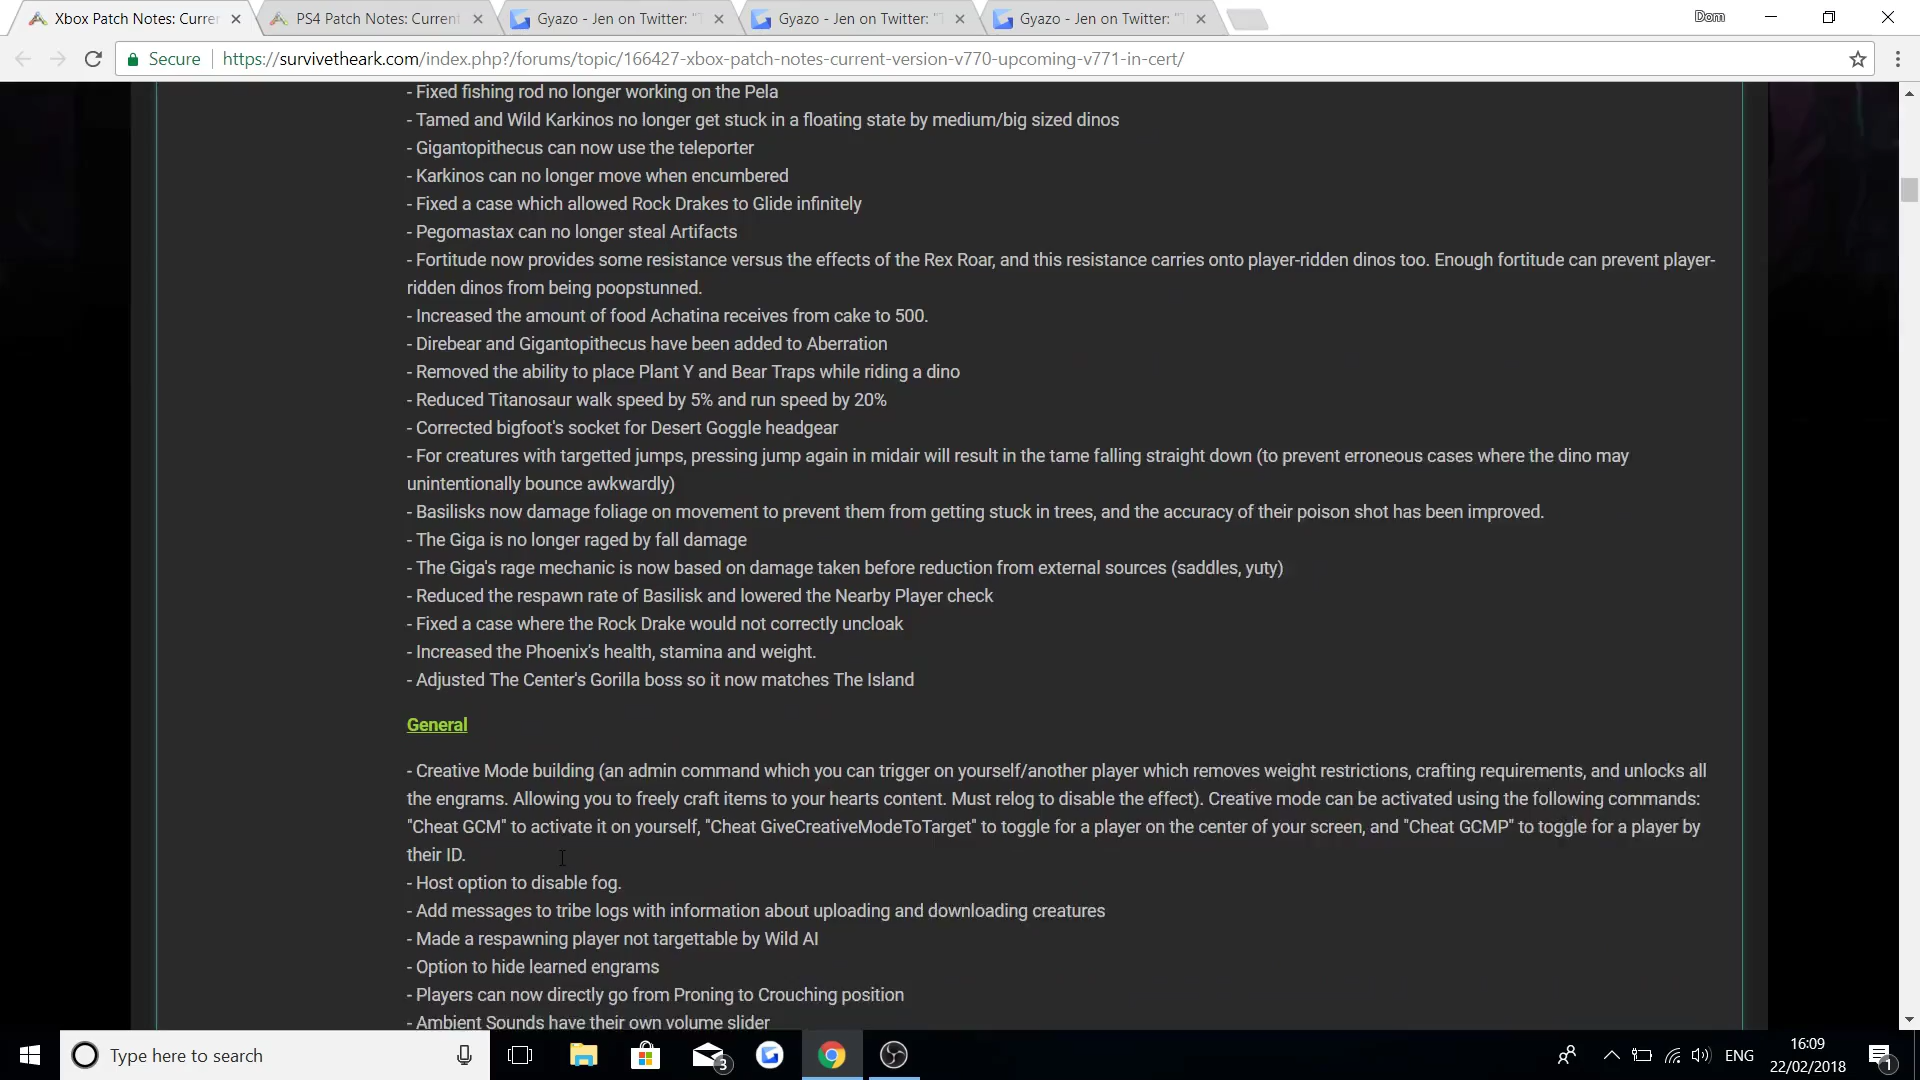 Xbox Patch Notes: Curre
PS4 Patch Notes: Current
Gyazo - Jen on Twitter: "T
Gyazo - Jen on Twitter: "T
Gyazo - Jen on Twitter: "T
Dom
Secure
https://survivetheark.com/index.php?/forums/topic/166427-xbox-patch-notes-current-version-v770-upcoming-v771-in-cert/
- Fixed fishing rod no longer working on the Pela
- Tamed and Wild Karkinos no longer get stuck in a floating state by medium/big sized dinos
- Gigantopithecus can now use the teleporter
- Karkinos can no longer move when encumbered
- Fixed a case which allowed Rock Drakes to Glide infinitely
- Pegomastax can no longer steal Artifacts
- Fortitude now provides some resistance versus the effects of the Rex Roar, and this resistance carries onto player-ridden dinos too. Enough fortitude can prevent player-
ridden dinos from being poopstunned.
- Increased the amount of food Achatina receives from cake to 500.
- Direbear and Gigantopithecus have been added to Aberration
- Removed the ability to place Plant Y and Bear Traps while riding a dino
- Reduced Titanosaur walk speed by 5% and run speed by 20%
- Corrected bigfoot's socket for Desert Goggle headgear
- For creatures with targetted jumps, pressing jump again in midair will result in the tame falling straight down (to prevent erroneous cases where the dino may
unintentionally bounce awkwardly)
- Basilisks now damage foliage on movement to prevent them from getting stuck in trees, and the accuracy of their poison shot has been improved.
- The Giga is no longer raged by fall damage
- The Giga's rage mechanic is now based on damage taken before reduction from external sources (saddles, yuty)
- Reduced the respawn rate of Basilisk and lowered the Nearby Player check
- Fixed a case where the Rock Drake would not correctly uncloak
- Increased the Phoenix's health, stamina and weight.
- Adjusted The Center's Gorilla boss so it now matches The Island
General
- Creative Mode building (an admin command which you can trigger on yourself/another player which removes weight restrictions, crafting requirements, and unlocks all
the engrams. Allowing you to freely craft items to your hearts content. Must relog to disable the effect). Creative mode can be activated using the following commands:
"Cheat GCM" to activate it on yourself, "Cheat GiveCreativeModeToTarget" to toggle for a player on the center of your screen, and "Cheat GCMP" to toggle for a player by
their ID.
- Host option to disable fog.
- Add messages to tribe logs with information about uploading and downloading creatures
- Made a respawning player not targettable by Wild AI
- Option to hide learned engrams
- Players can now directly go from Proning to Crouching position
- Ambient Sounds have their own volume slider
Type here to search
3
ENG
16:09
22/02/2018
1